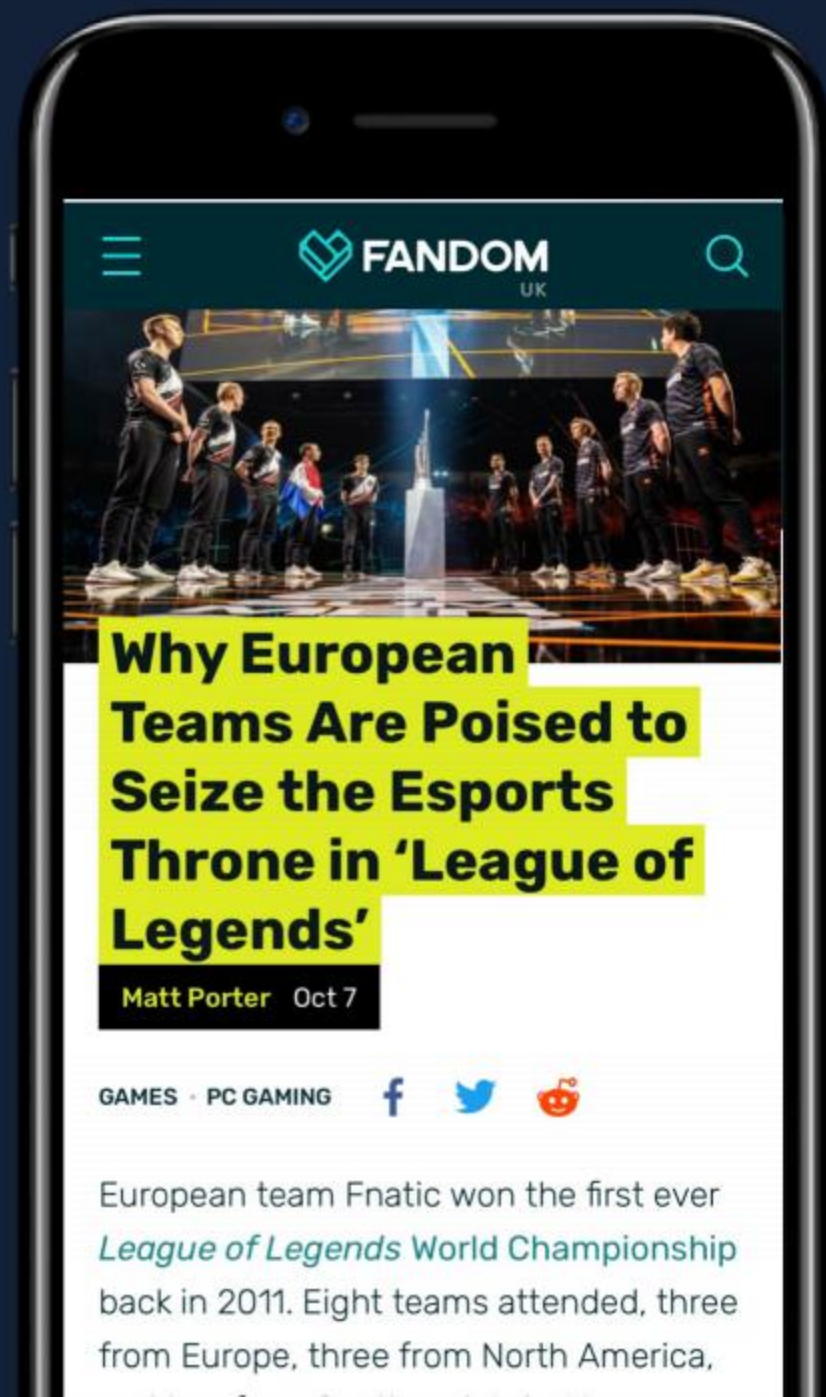 FANDOM
UK
Why European
Teams Are Poised to
Seize the Esports
Throne in ‘League of
Legends’
Matt Porter Oct 7
GAMES • PC GAMING
European team Fnatic won the first ever
League of Legends World Championship
back in 2011. Eight teams attended, three
from Europe, three from North America,